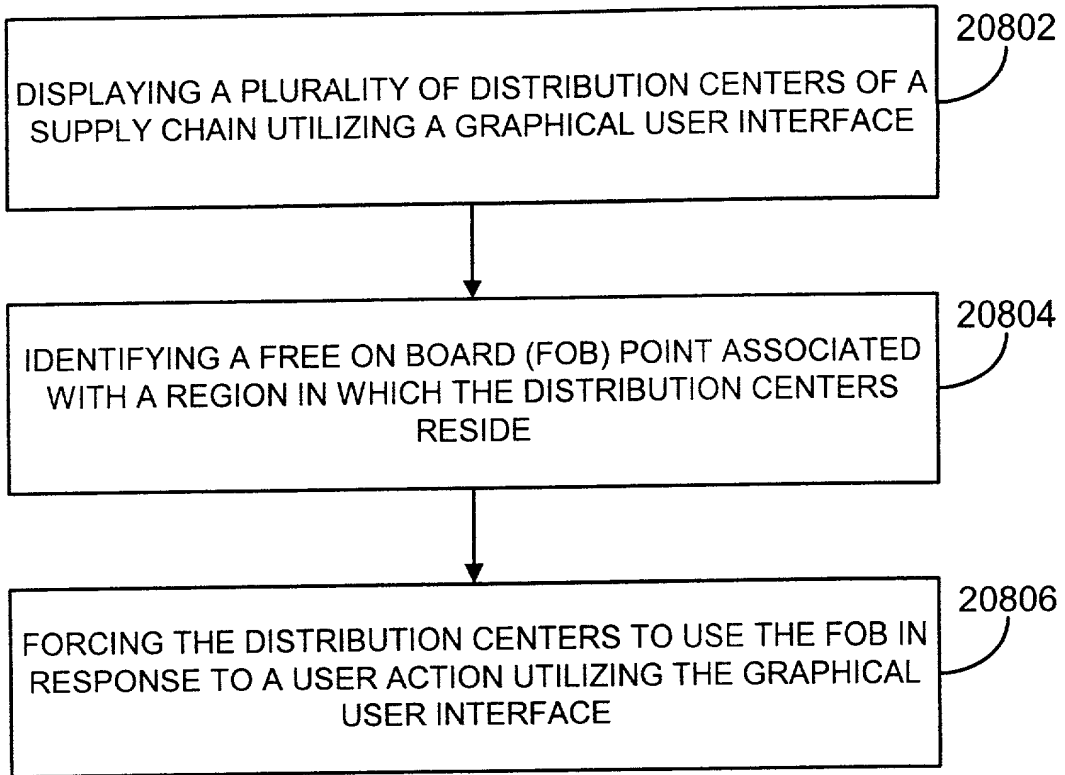 20802
DISPLAYING A PLURALITY OF DISTRIBUTION CENTERS OF A
SUPPLY CHAIN UTILIZING A GRAPHICAL USER INTERFACE
20804
IDENTIFYING A FREE ON BOARD (FOB) POINT ASSOCIATED
WITH A REGION IN WHICH THE DISTRIBUTION CENTERS
RESIDE
20806
FORCING THE DISTRIBUTION CENTERS TO USE THE FOB IN
RESPONSE TO A USER ACTION UTILIZING THE GRAPHICAL
USER INTERFACE